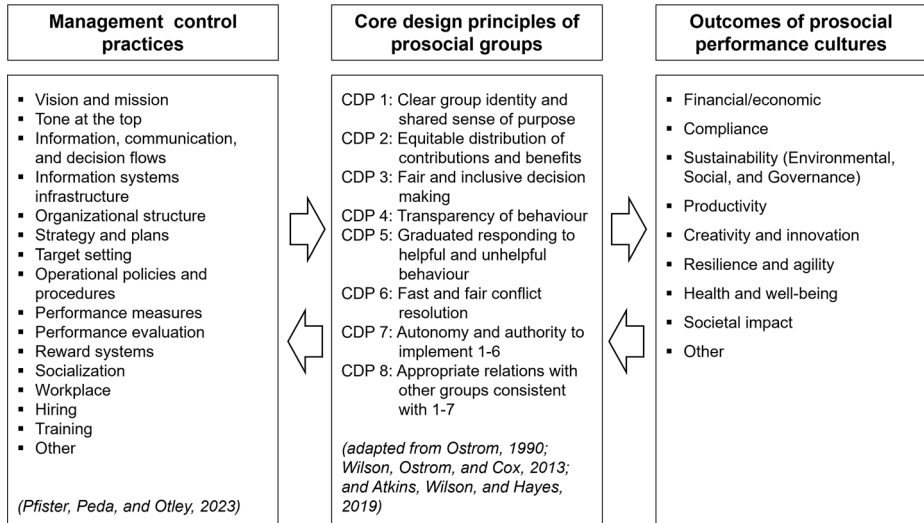 Management control
practices
Vision and mission
Tone at the top
Information, communication,
and decision flows
Information systems
infrastructure
Organizational structure
Strategy and plans
Target setting
Operational policies and
procedures
Performance measures
Performance evaluation
Reward systems
Socialization
Workplace
Hiring
Training
Other
(Pfister, Peda, and Otley, 2023)
Core design principles of
prosocial groups
CDP 1: Clear group identity and
shared sense of purpose
CDP 2: Equitable distribution of
contributions and benefits
CDP 3: Fair and inclusive decision
making
CDP 4: Transparency of behaviour
CDP 5: Graduated responding to
helpful and unhelpful
behaviour
CDP 6: Fast and fair conflict
resolution
CDP 7: Autonomy and authority to
implement 1-6
CDP 8: Appropriate relations with
other groups consistent
with 1-7
(adapted from Ostrom, 1990;
Wilson, Ostrom, and Cox, 2013;
and Atkins, Wilson, and Hayes,
2019)
Outcomes of prosocial
performance cultures
Financial/economic
Compliance
Sustainability (Environmental,
Social, and Governance)
Productivity
Creativity and innovation
Resilience and agility
Health and well-being
Societal impact
Other